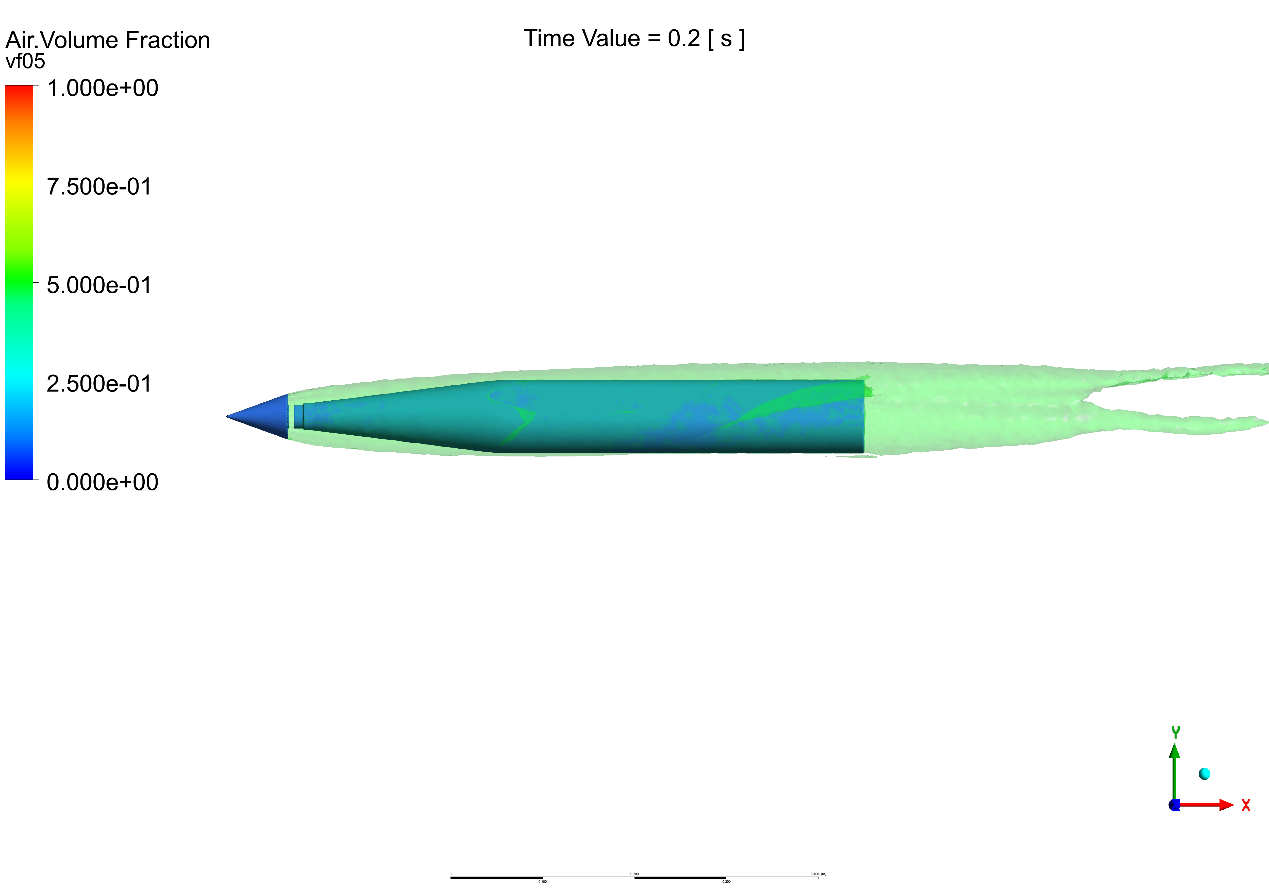 Air.Volume Fraction
vf05
Time Value = 0.2 [ s ]
1.000e+00
7.500e-01
5.000e-01
2.500e-01
0.000e+00
Y
X